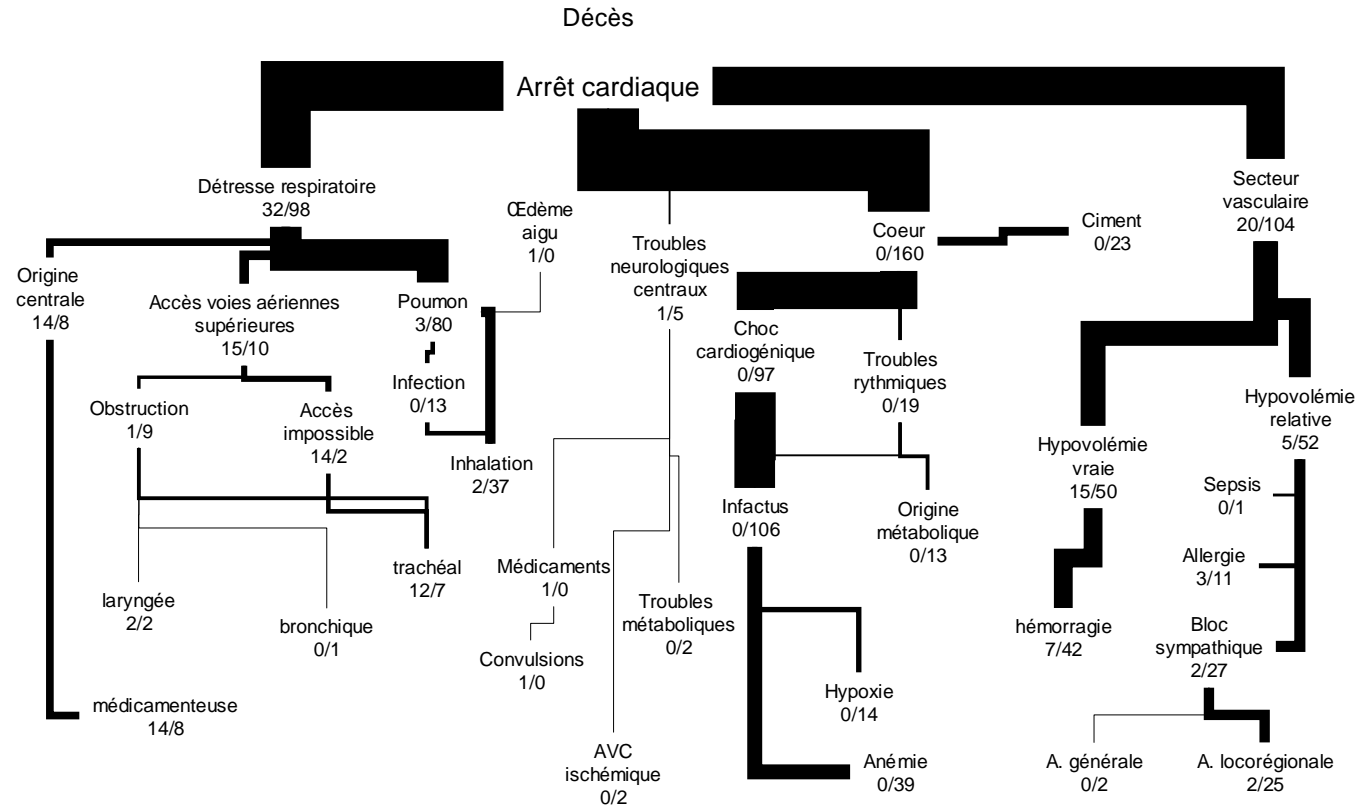 Décès
Arrêt cardiaque
Détresse respiratoire
32/98
Origine
centrale
14/8
médicamenteuse
14/8
Accès voies aériennes
supérieures
15/10
Obstruction
1/9
laryngée
2/2
bronchique
0/1
Accès
impossible
14/2
trachéal
12/7
Poumon
3/80
Infection
0/13
Œdème
aigu
1/0
Inhalation
2/37
Troubles
neurologiques
centraux
1/5
Médicaments
1/0
Convulsions
1/0
AVC
ischémique
0/2
Troubles
métaboliques
0/2
Coeur
0/160
Ciment
0/23
Choc
cardiogénique
0/97
Troubles
rythmiques
0/19
Infactus
0/106
Origine
métabolique
0/13
Hypoxie
0/14
Anémie
0/39
Secteur
vasculaire
20/104
Hypovolémie
vraie
15/50
hémorragie
7/42
Hypovolémie
relative
5/52
Sepsis
0/1
Allergie
3/11
Bloc
sympathique
2/27
A. générale
0/2
A. locorégionale
2/25